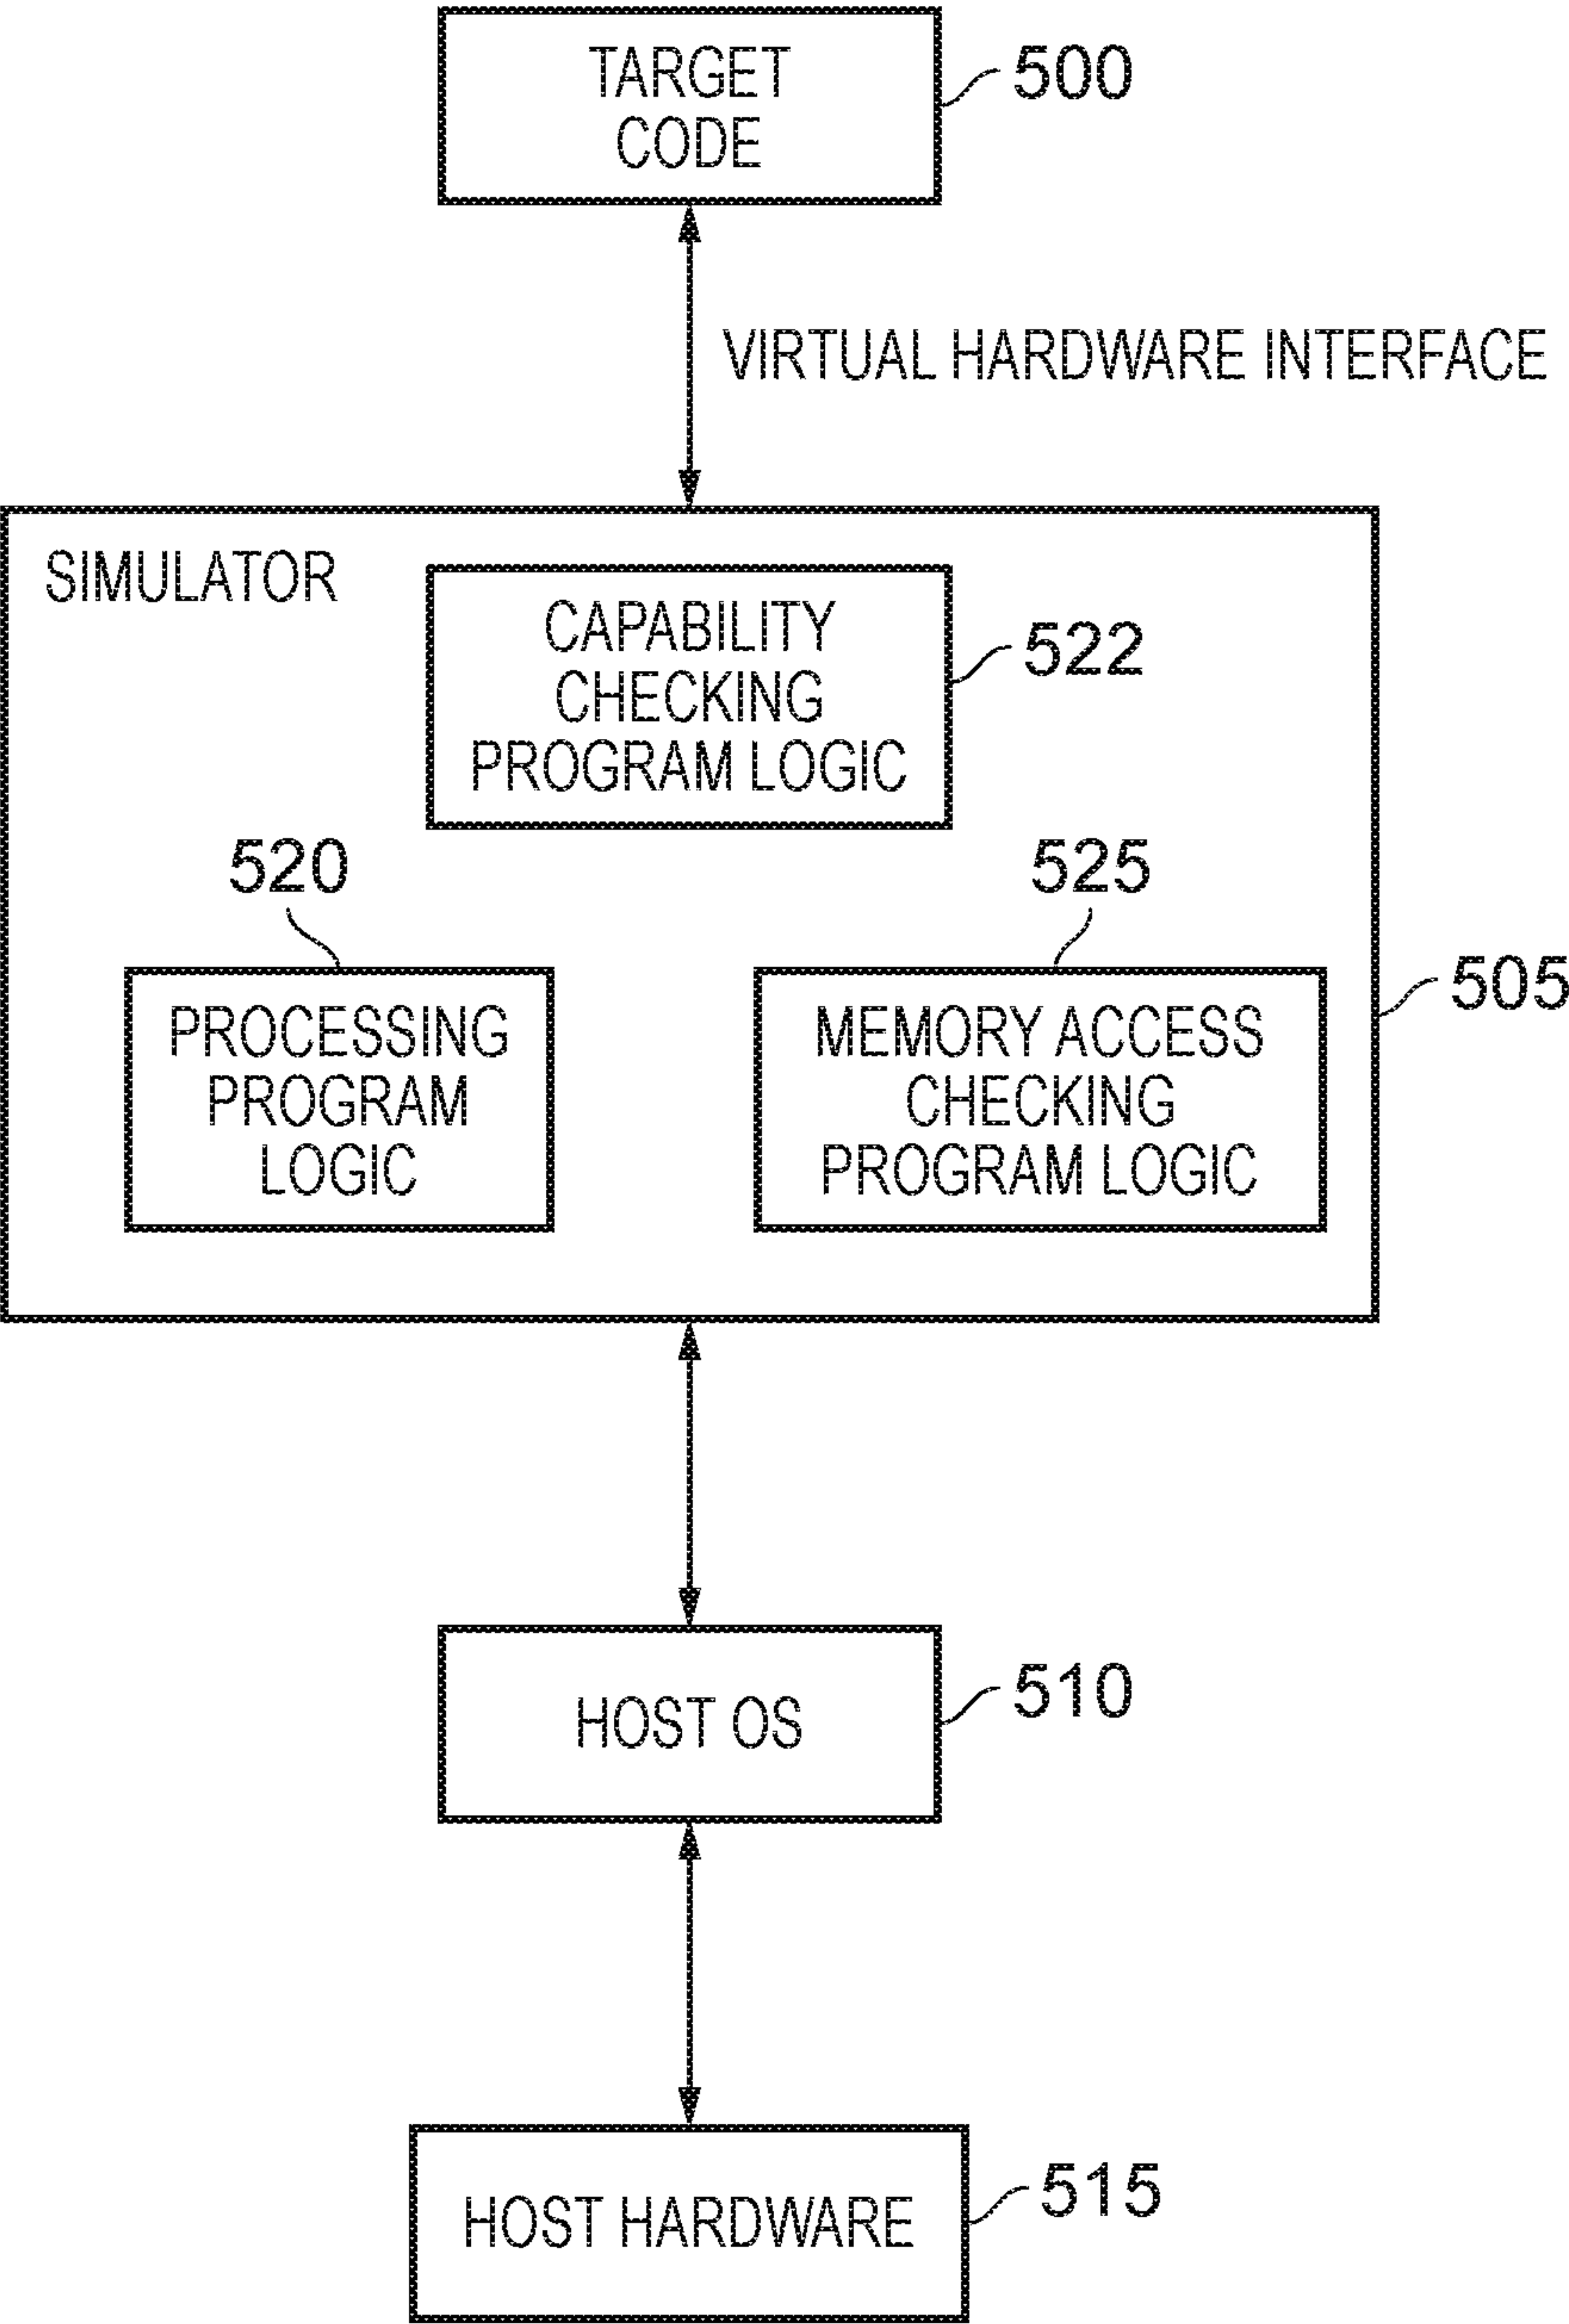 TARGET
CODE
500
VIRTUAL HARDWARE INTERFACE
SIMULATOR
CAPABILITY
CHECKING
PROGRAM LOGIC
522
520
525
PROCESSING
PROGRAM
LOGIC
MEMORY ACCESS
CHECKING
PROGRAM LOGIC
505
HOST OS
510
HOST HARDWARE
515